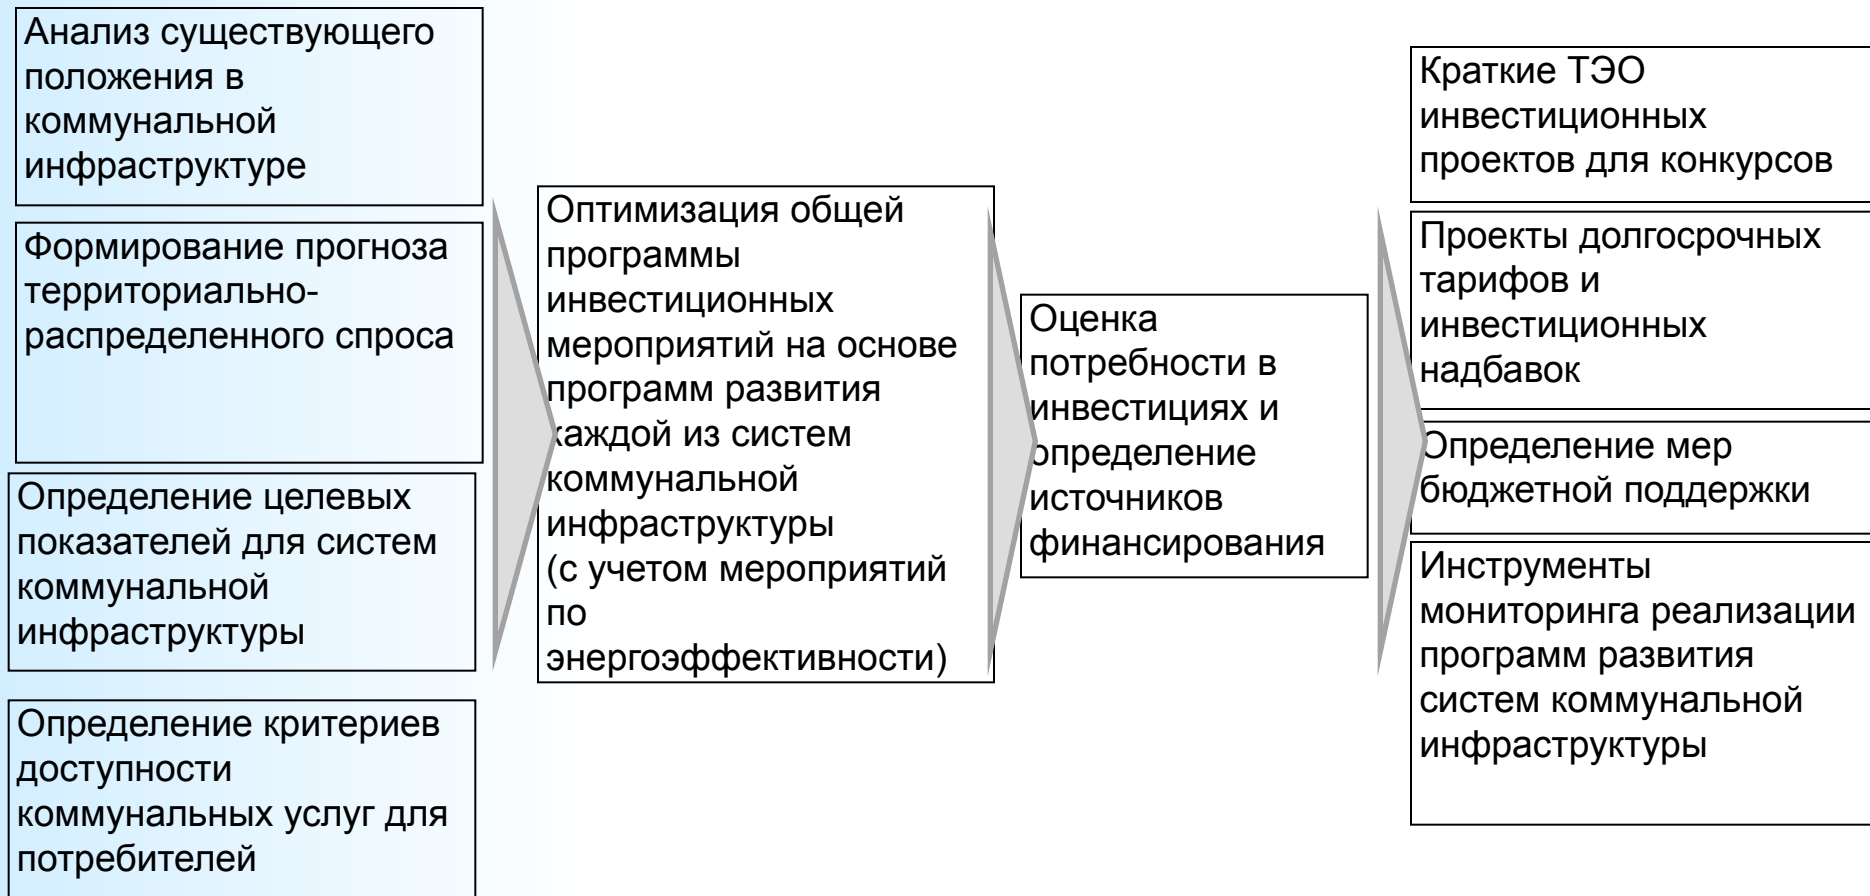 Анализ существующего
положения в
коммунальной
инфраструктуре
Формирование прогноза
территориально-
распределенного спроса
Определение целевых
показателей для систем
коммунальной
инфраструктуры
Определение критериев
доступности
коммунальных услуг для
потребителей
Оптимизация общей
программы
инвестиционных
мероприятий на основе
программ развития
каждой из систем
коммунальной
инфраструктуры
(с учетом мероприятий
по
энергоэффективности)
Оценка
потребности в
инвестициях и
определение
источников
финансирования
Краткие ТЭО
инвестиционных
проектов для конкурсов
Проекты долгосрочных
тарифов и
инвестиционных
надбавок
Определение мер
бюджетной поддержки
Инструменты
мониторинга реализации
программ развития
систем коммунальной
инфраструктуры